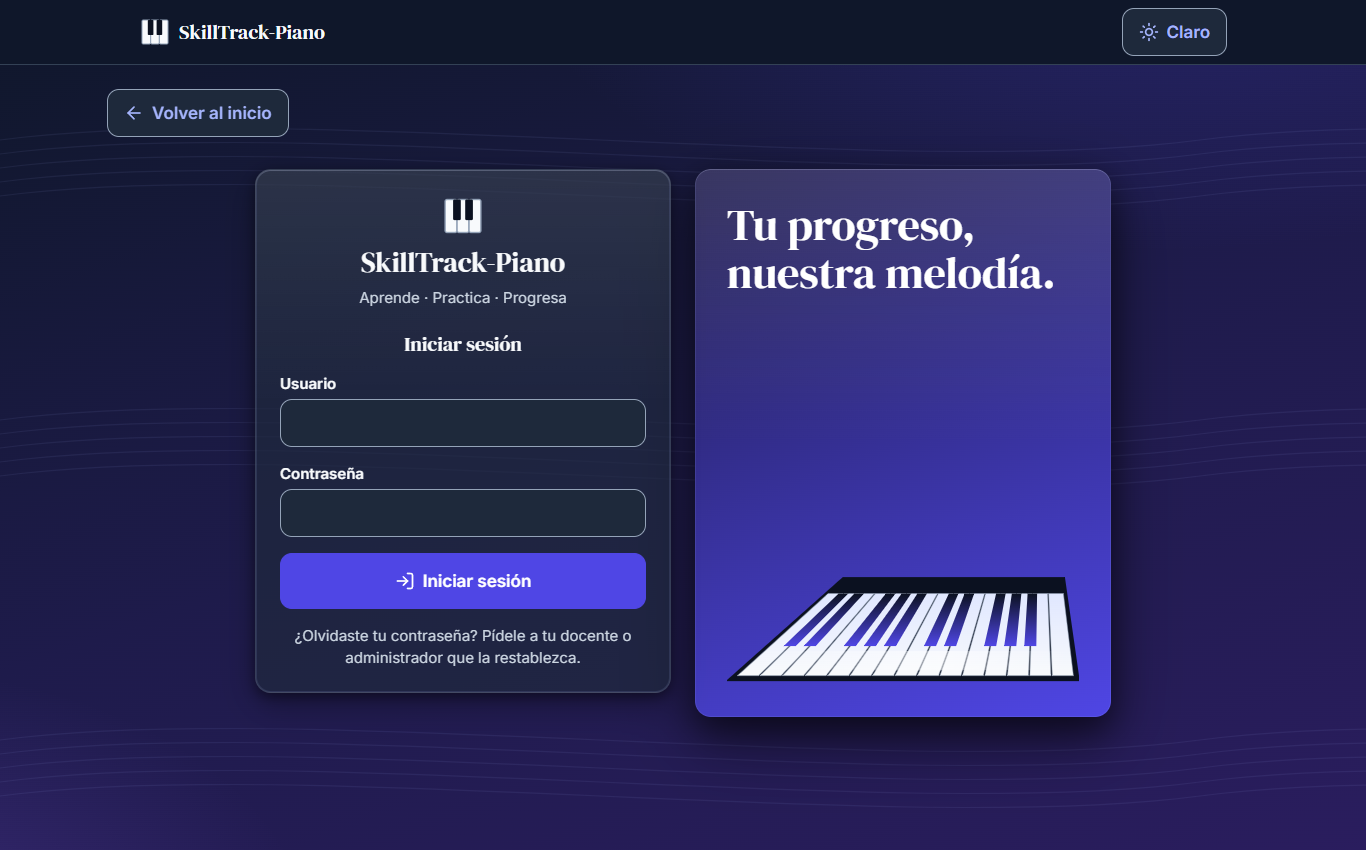 SkillTrack-Piano
Claro
Volver al inicio
SkillTrack-Piano
Aprende · Practica · Progresa
Iniciar sesión
Usuario
Contraseña
Iniciar sesión
¿Olvidaste tu contraseña? Pídele a tu docente o
administrador que la restablezca.
Tu progreso,
nuestra melodía.